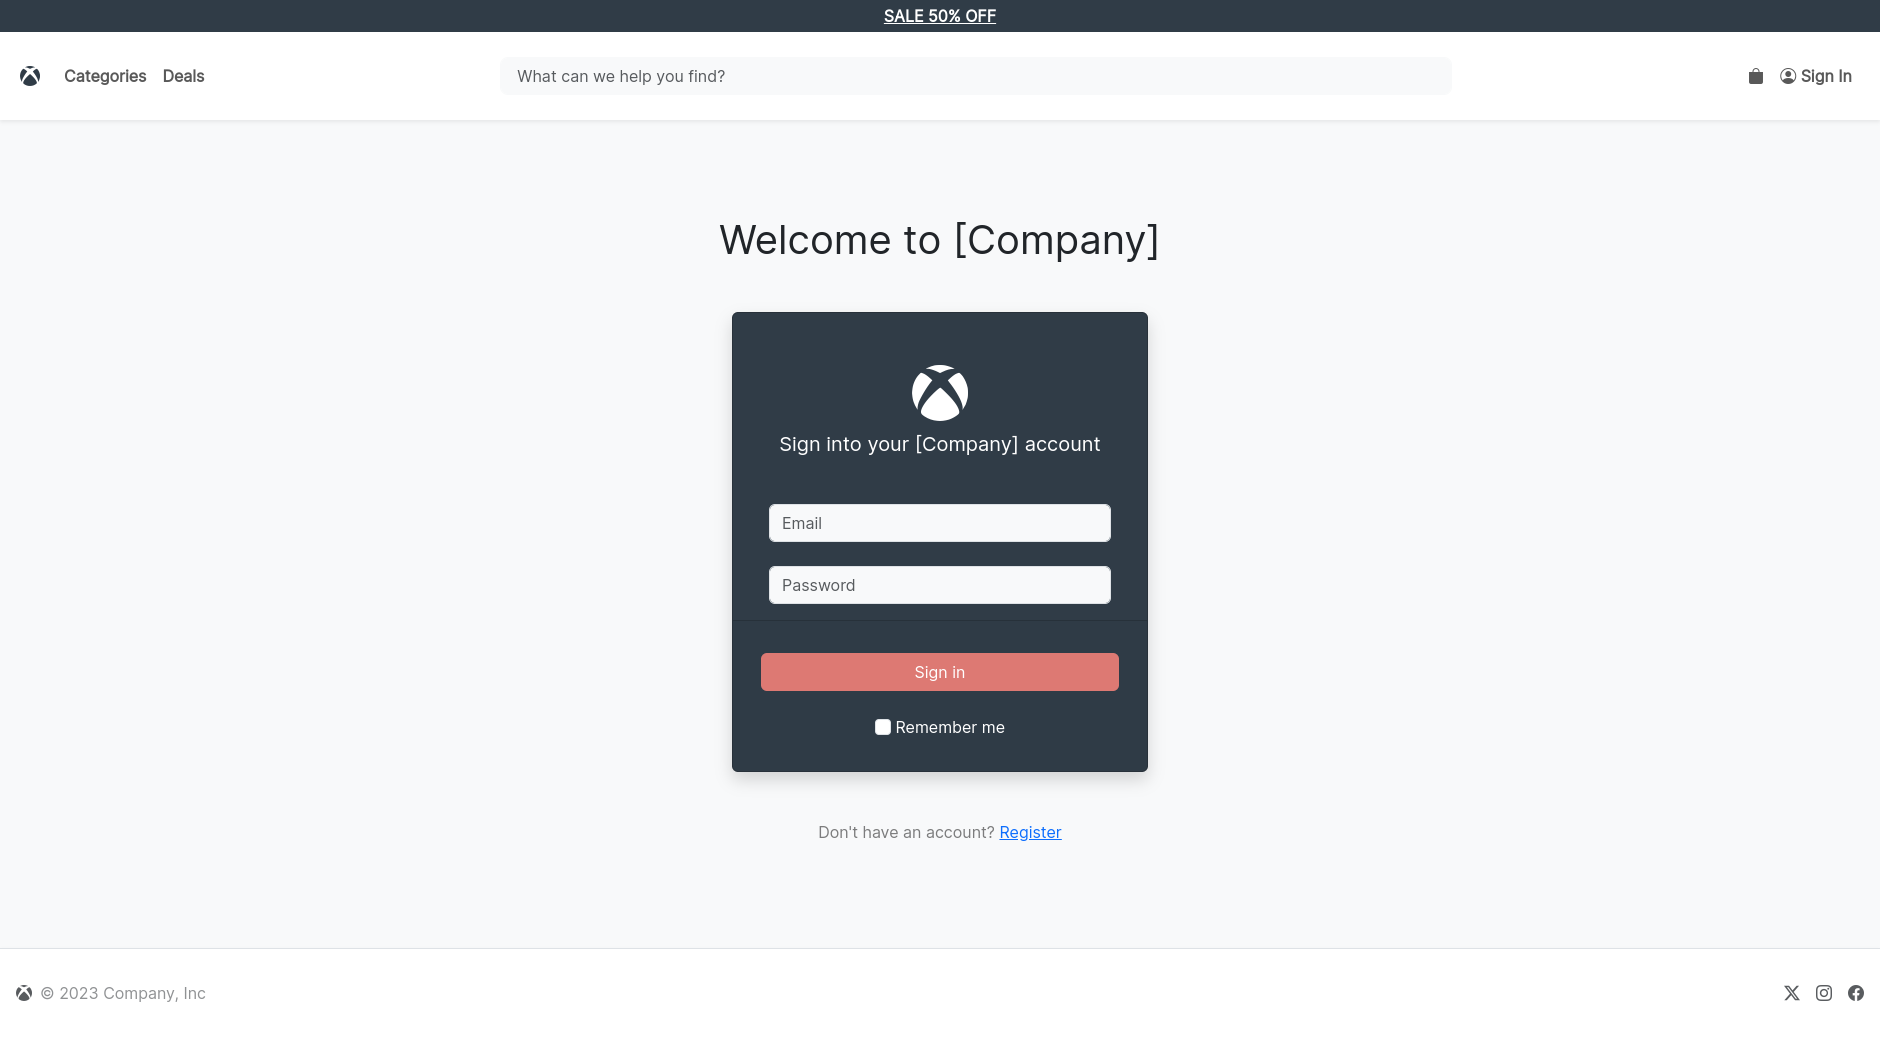 SALE 50% OFF
Categories Deals What can we help you find? Sign In
Welcome to [Company]
Sign into your [Company] account
Email
Password
Sign in
Remember me
Don't have an account? Register
© 2023 Company, Inc